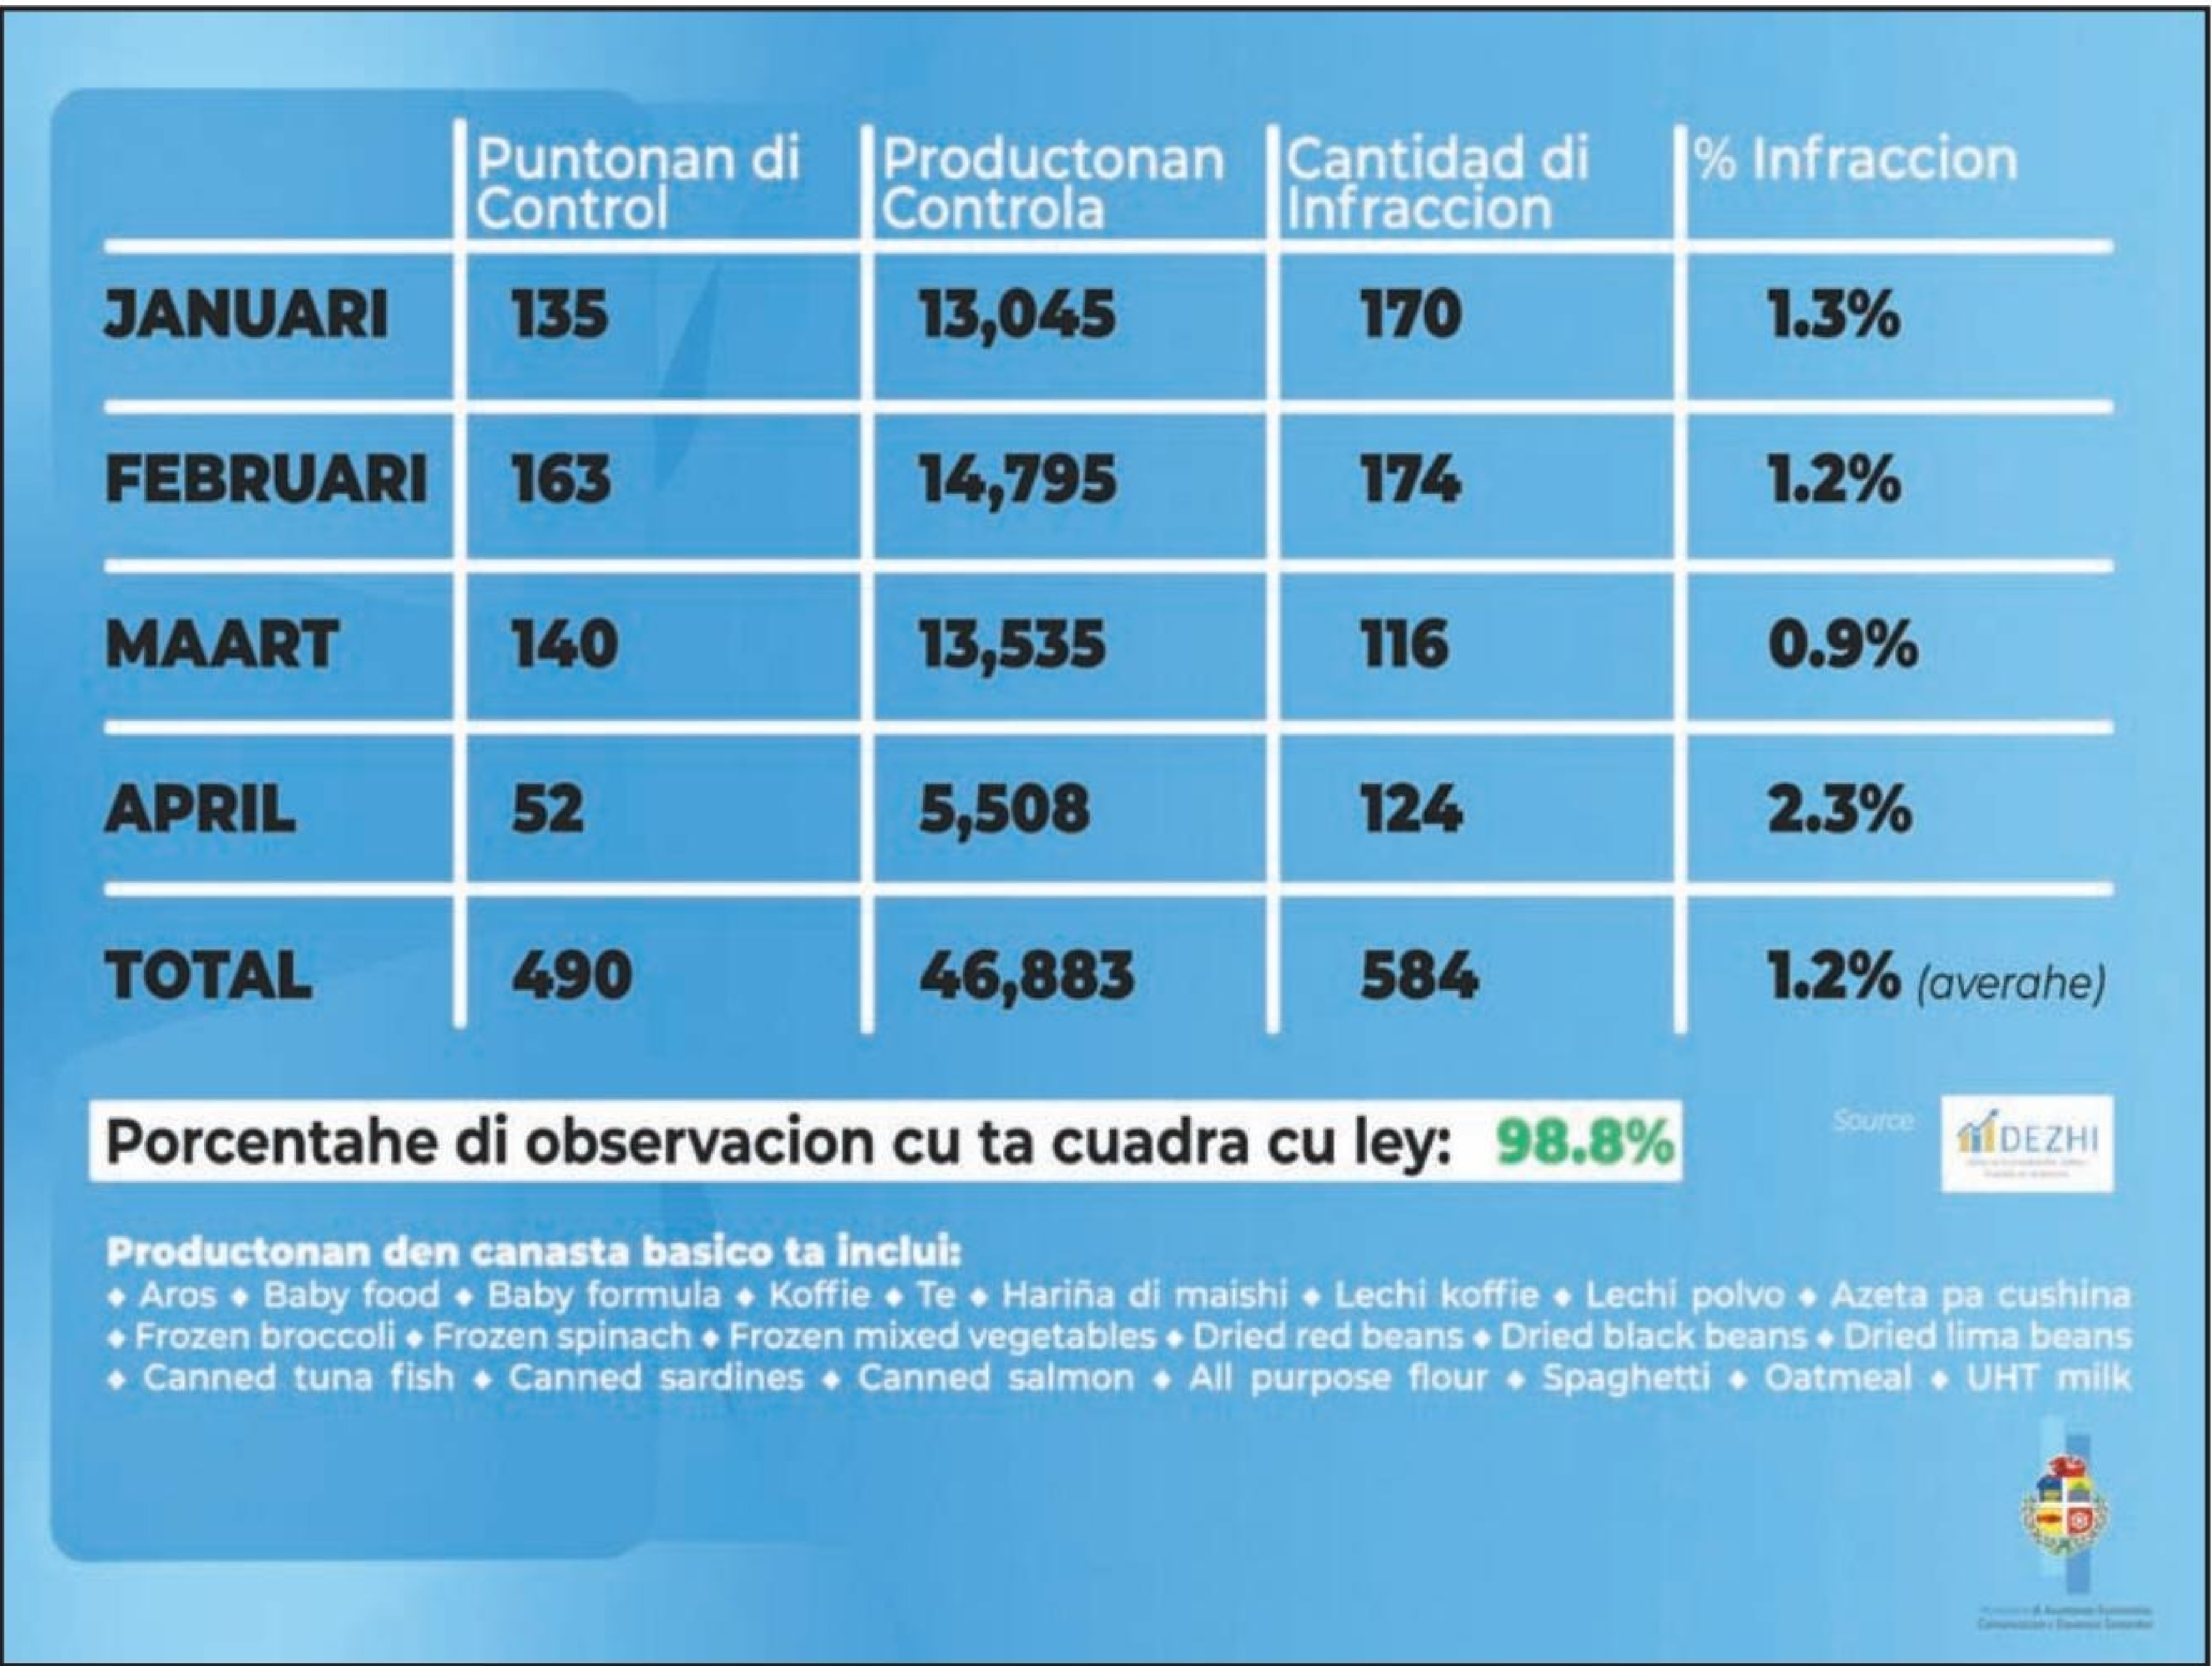 Puntonan di Control Productonan Controla Cantidad di Infraccion % Infraccion
JANUARI 135 13,045 170 1.3%
FEBRUARI 163 14,795 174 1.2%
MAART 140 13,535 116 0.9%
APRIL 52 5,508 124 2.3%
TOTAL 490 46,883 584 1.2% (averahe)
Porcentahe di observacion cu ta cuadra cu ley: 98.8%
Source
DEZHI
Productonan den canasta basico ta inclui:
◆ Aros ◆ Baby food ◆ Baby formula ◆ Koffie ◆ Te ◆ Hariña di maishi ◆ Lechi koffie ◆ Lechi polvo ◆ Azeta pa cushina
◆ Frozen broccoli ◆ Frozen spinach ◆ Frozen mixed vegetables ◆ Dried red beans ◆ Dried black beans ◆ Dried lima beans
◆ Canned tuna fish ◆ Canned sardines ◆ Canned salmon ◆ All purpose flour ◆ Spaghetti ◆ Oatmeal ◆ UHT milk